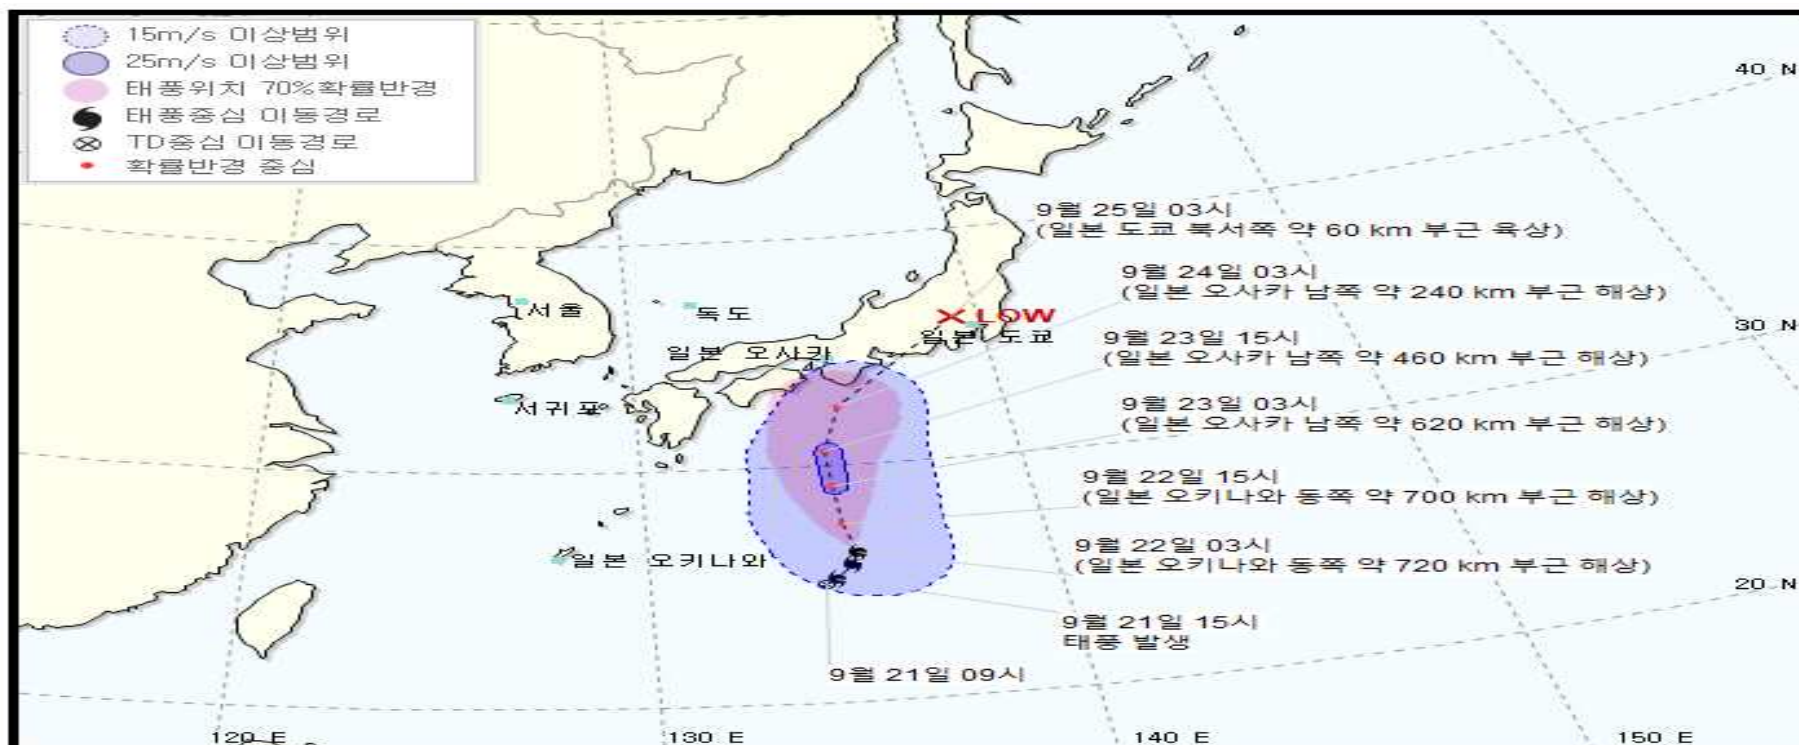 15m/s 이상범위
25m/s 이상범위
태풍위치 70%확률반경
태풍중심 이동경로
TD중심 이동경로
확률반경 중심
40 N
9월 25일 03시
(일본 도쿄 북서쪽 약 60 km 부근 육상)
9월 24일 03시
(일본 오사카 남쪽 약 240 km 부근 해상)
서울
독도
LOW
일본 도쿄
30 N
9월 23일 15시
(일본 오사카 남쪽 약 460 km 부근 해상)
일본 오사카
서귀포
9월 23일 03시
(일본 오사카 남쪽 약 620 km 부근 해상)
9월 22일 15시
(일본 오키나와 동쪽 약 700 km 부근 해상)
일본 오키나와
9월 22일 03시
(일본 오키나와 동쪽 약 720 km 부근 해상)
20 N
9월 21일 15시
태풍 발생
9월 21일 09시
120 E
130 E
140 E
150 E